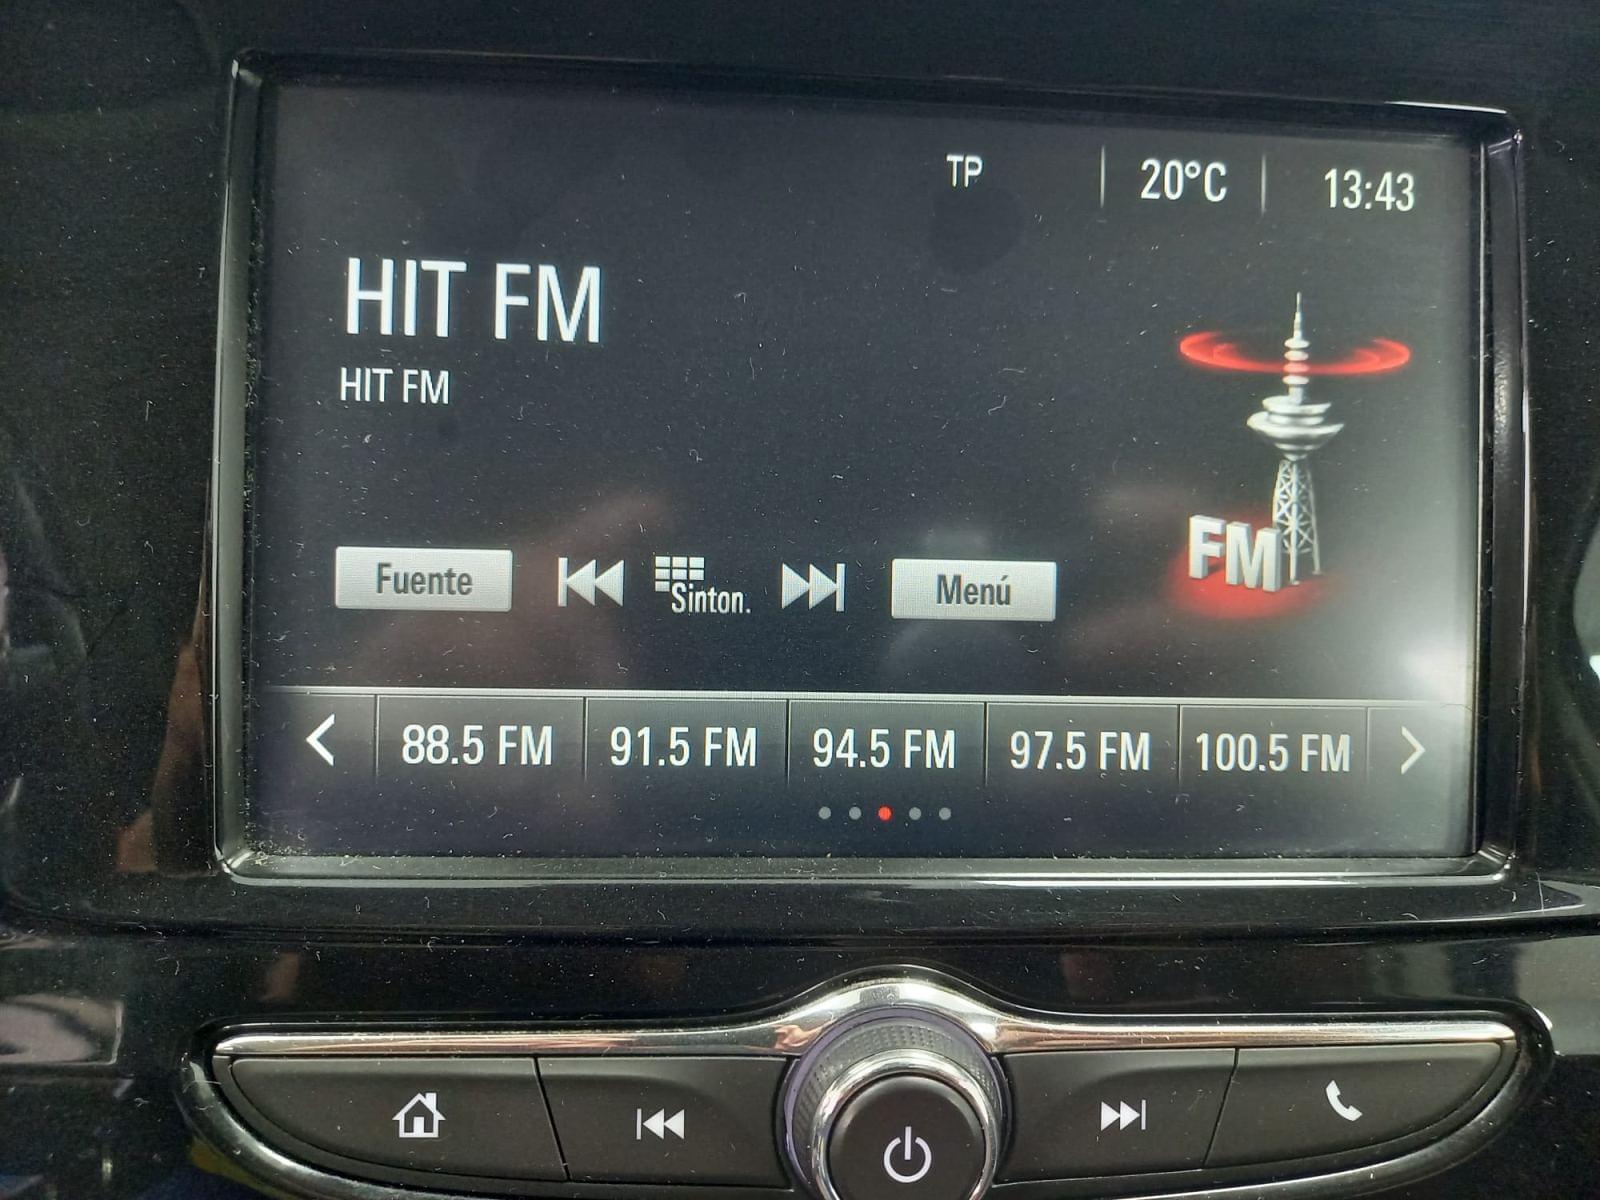 TP 20°C 13:43
HIT FM
HIT FM
FM
Fuente Sinton. Menú
88.5 FM 91.5 FM 94.5 FM 97.5 FM 100.5 FM